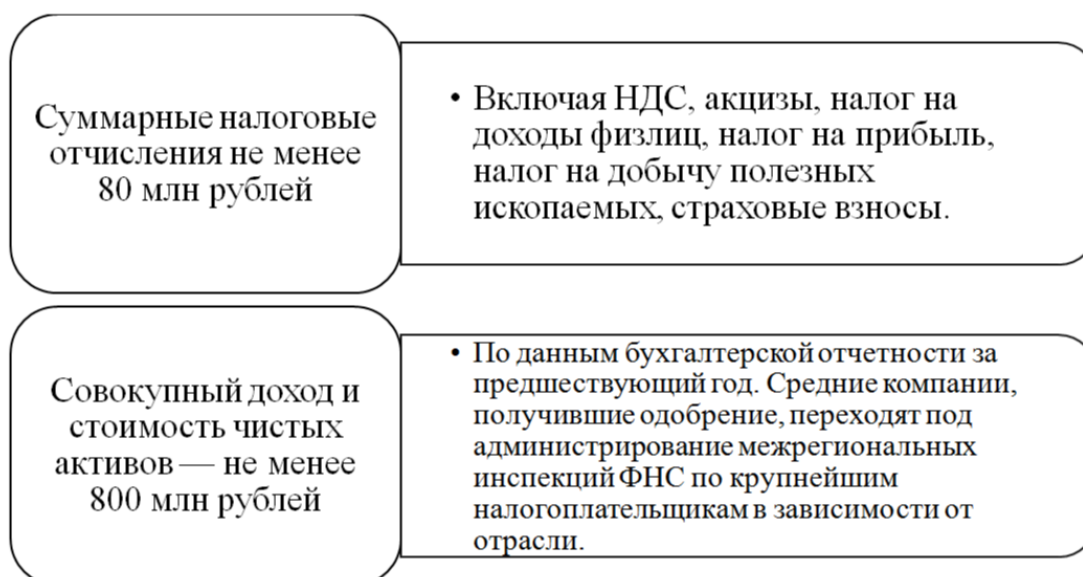 Суммарные налоговые
отчисления не менее
80 млн рублей
• Включая НДС, акцизы, налог на
доходы физлиц, налог на прибыль,
налог на добычу полезных
ископаемых, страховые взносы.
Совокупный доход и
стоимость чистых
активов — не менее
800 млн рублей
• По данным бухгалтерской отчетности за
предшествующий год. Средние компании,
получившие одобрение, переходят под
администрирование межрегиональных
инспекций ФНС по крупнейшим
налогоплательщикам в зависимости от
отрасли.